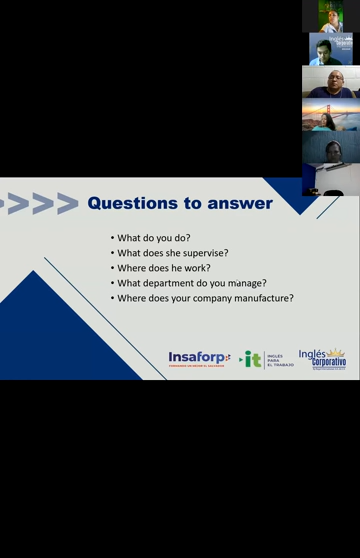 Questions to answer
• What do you do?
• What does she supervise?
• Where does he work?
• What department do you manage?
• Where does your company manufacture?
Insaforp
it
INGLÉS
PARA
EL TRABAJO
Inglés
Corporativo